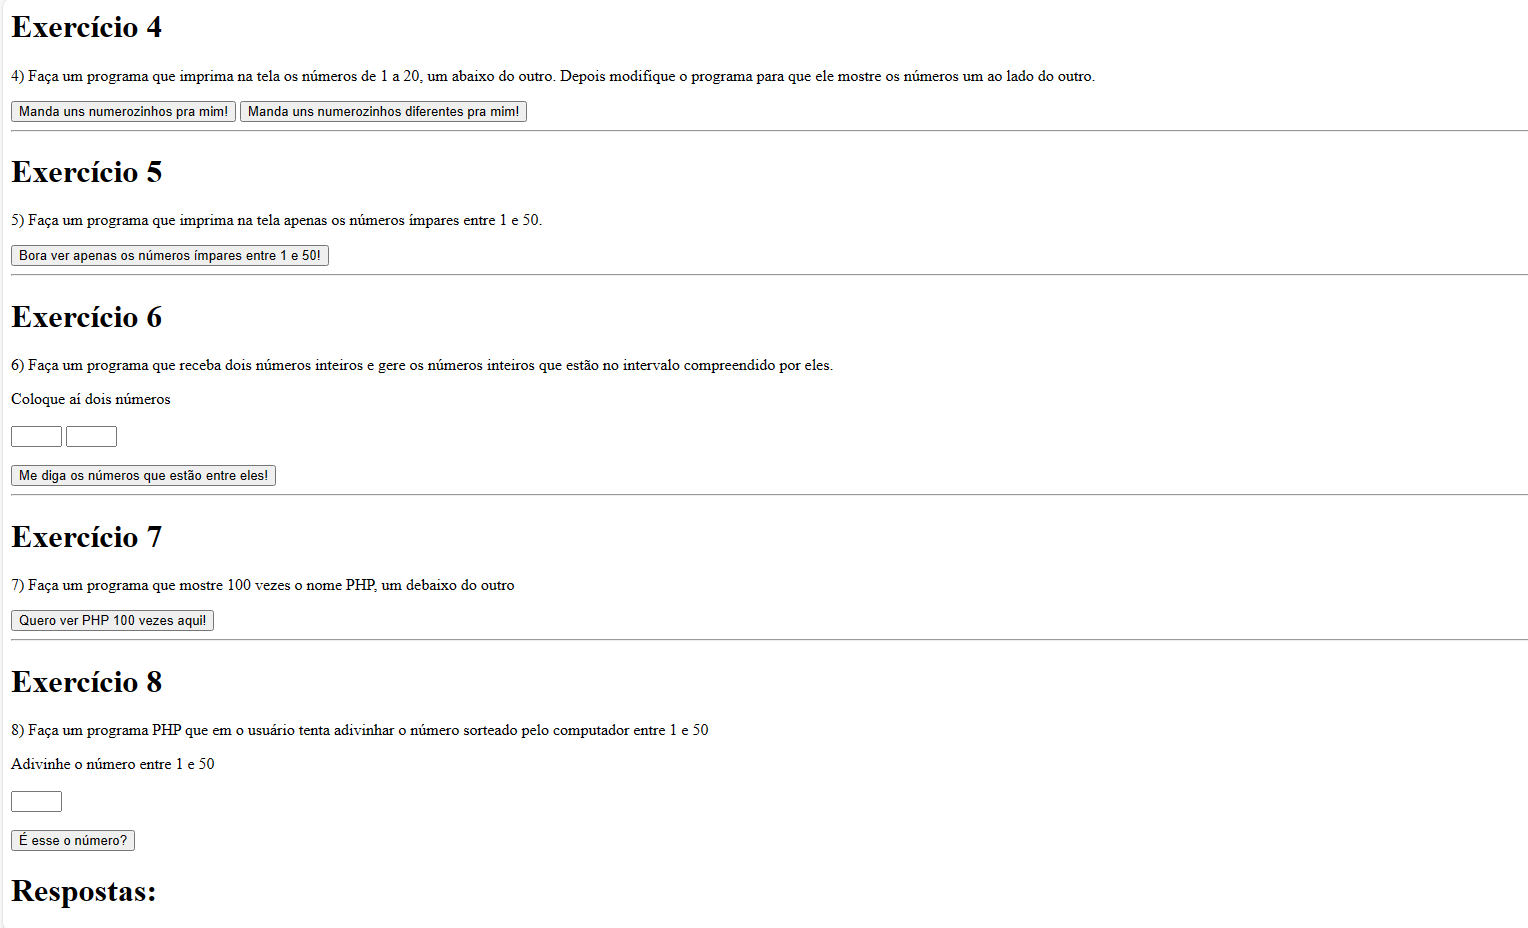 Exercício 4
4) Faça um programa que imprima na tela os números de 1 a 20, um abaixo do outro. Depois modifique o programa para que ele mostre os números um ao lado do outro.
Manda uns numerozinhos pra mim! Manda uns numerozinhos diferentes pra mim!
Exercício 5
5) Faça um programa que imprima na tela apenas os números ímpares entre 1 e 50.
Bora ver apenas os números ímpares entre 1 e 50!
Exercício 6
6) Faça um programa que receba dois números inteiros e gere os números inteiros que estão no intervalo compreendido por eles.
Coloque aí dois números
Me diga os números que estão entre eles!
Exercício 7
7) Faça um programa que mostre 100 vezes o nome PHP, um debaixo do outro
Quero ver PHP 100 vezes aqui!
Exercício 8
8) Faça um programa PHP que em o usuário tenta adivinhar o número sorteado pelo computador entre 1 e 50
Adivinhe o número entre 1 e 50
É esse o número?
Respostas: